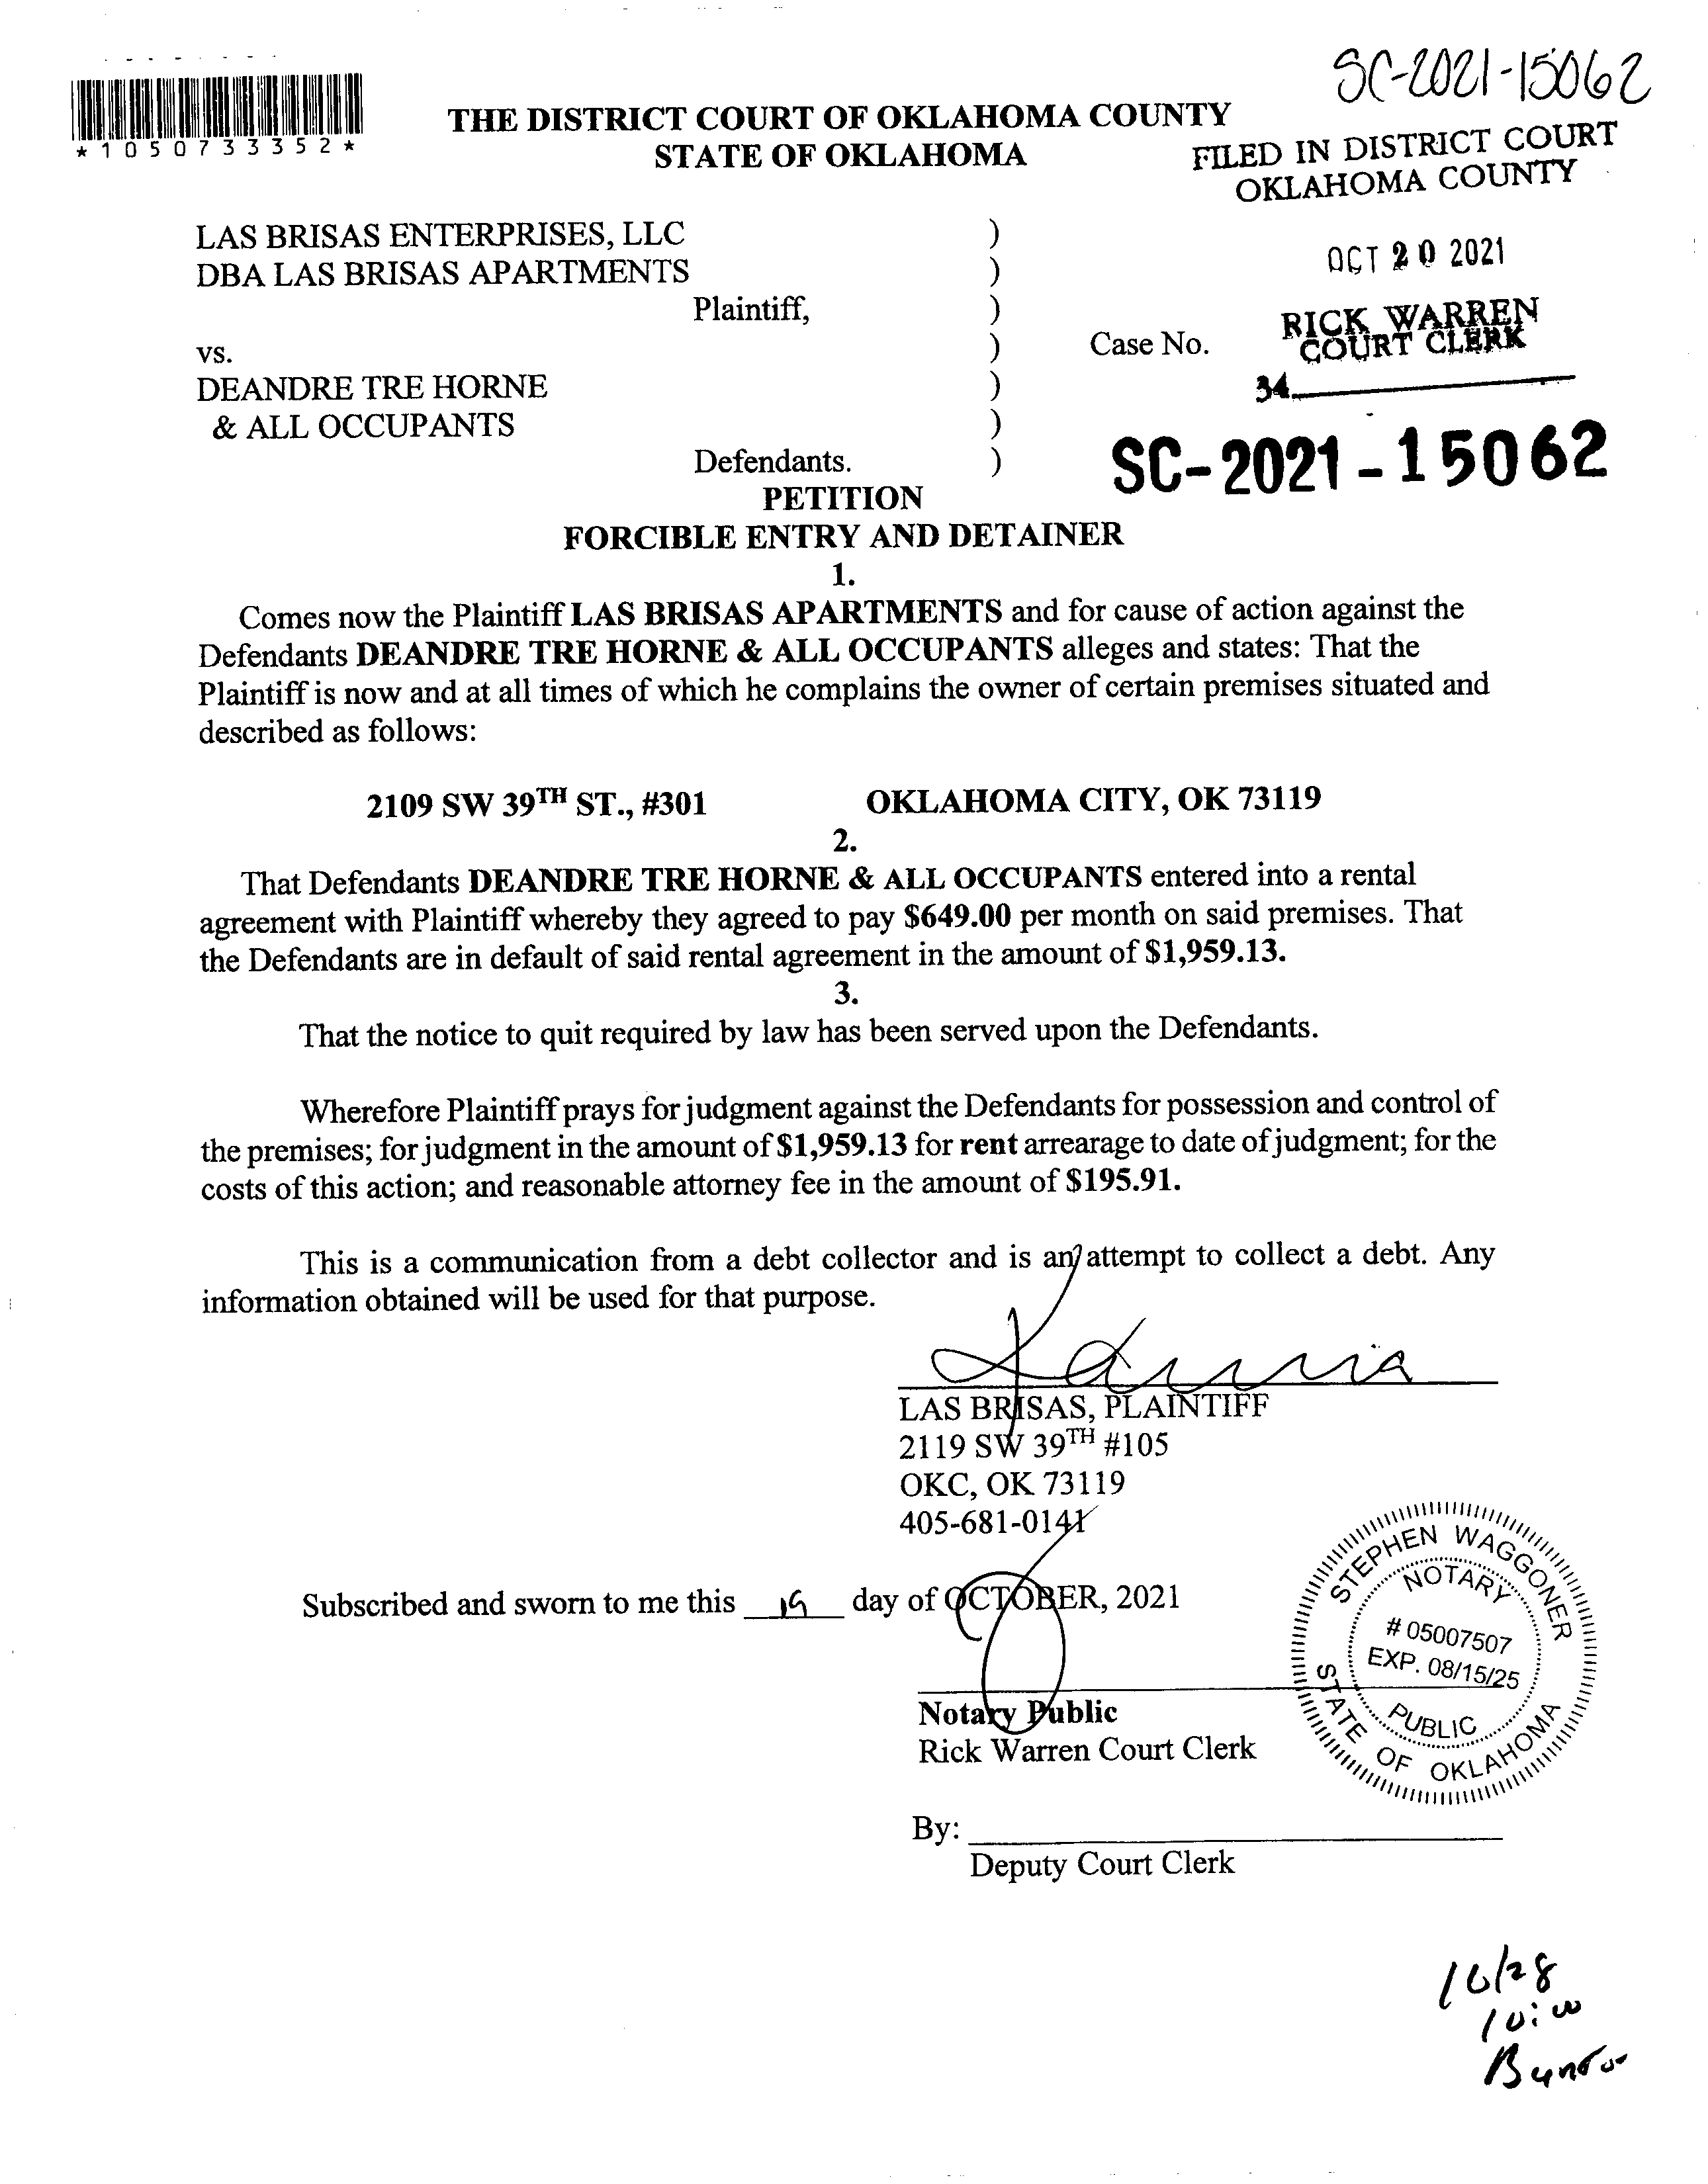 SC-2021-15062
*1050733352*
THE DISTRICT COURT OF OKLAHOMA COUNTY
STATE OF OKLAHOMA
FILED IN DISTRICT COURT
OKLAHOMA COUNTY
LAS BRISAS ENTERPRISES, LLC )
DBA LAS BRISAS APARTMENTS )
OCT 20 2021
Plaintiff, )
RICK WARREN
COURT CLERK
vs. ) Case No.
34
DEANDRE TRE HORNE )
& ALL OCCUPANTS )
Defendants. )
SC-2021-15062
PETITION
FORCIBLE ENTRY AND DETAINER
1.
Comes now the Plaintiff LAS BRISAS APARTMENTS and for cause of action against the
Defendants DEANDRE TRE HORNE & ALL OCCUPANTS alleges and states: That the
Plaintiff is now and at all times of which he complains the owner of certain premises situated and
described as follows:
2109 SW 39TH ST., #301 OKLAHOMA CITY, OK 73119
2.
That Defendants DEANDRE TRE HORNE & ALL OCCUPANTS entered into a rental
agreement with Plaintiff whereby they agreed to pay $649.00 per month on said premises. That
the Defendants are in default of said rental agreement in the amount of $1,959.13.
3.
That the notice to quit required by law has been served upon the Defendants.
Wherefore Plaintiff prays for judgment against the Defendants for possession and control of
the premises; for judgment in the amount of $1,959.13 for rent arrearage to date of judgment; for the
costs of this action; and reasonable attorney fee in the amount of $195.91.
This is a communication from a debt collector and is an attempt to collect a debt. Any
information obtained will be used for that purpose.
LAS BRISAS, PLAINTIFF
2119 SW 39TH #105
OKC, OK 73119
405-681-0141
Subscribed and sworn to me this 19 day of OCTOBER, 2021
STEPHEN WAGGONER
NOTARY
# 05007507
EXP. 08/15/25
PUBLIC
STATE OF OKLAHOMA
Notary Public
Rick Warren Court Clerk
By:
Deputy Court Clerk
10/28
10:00